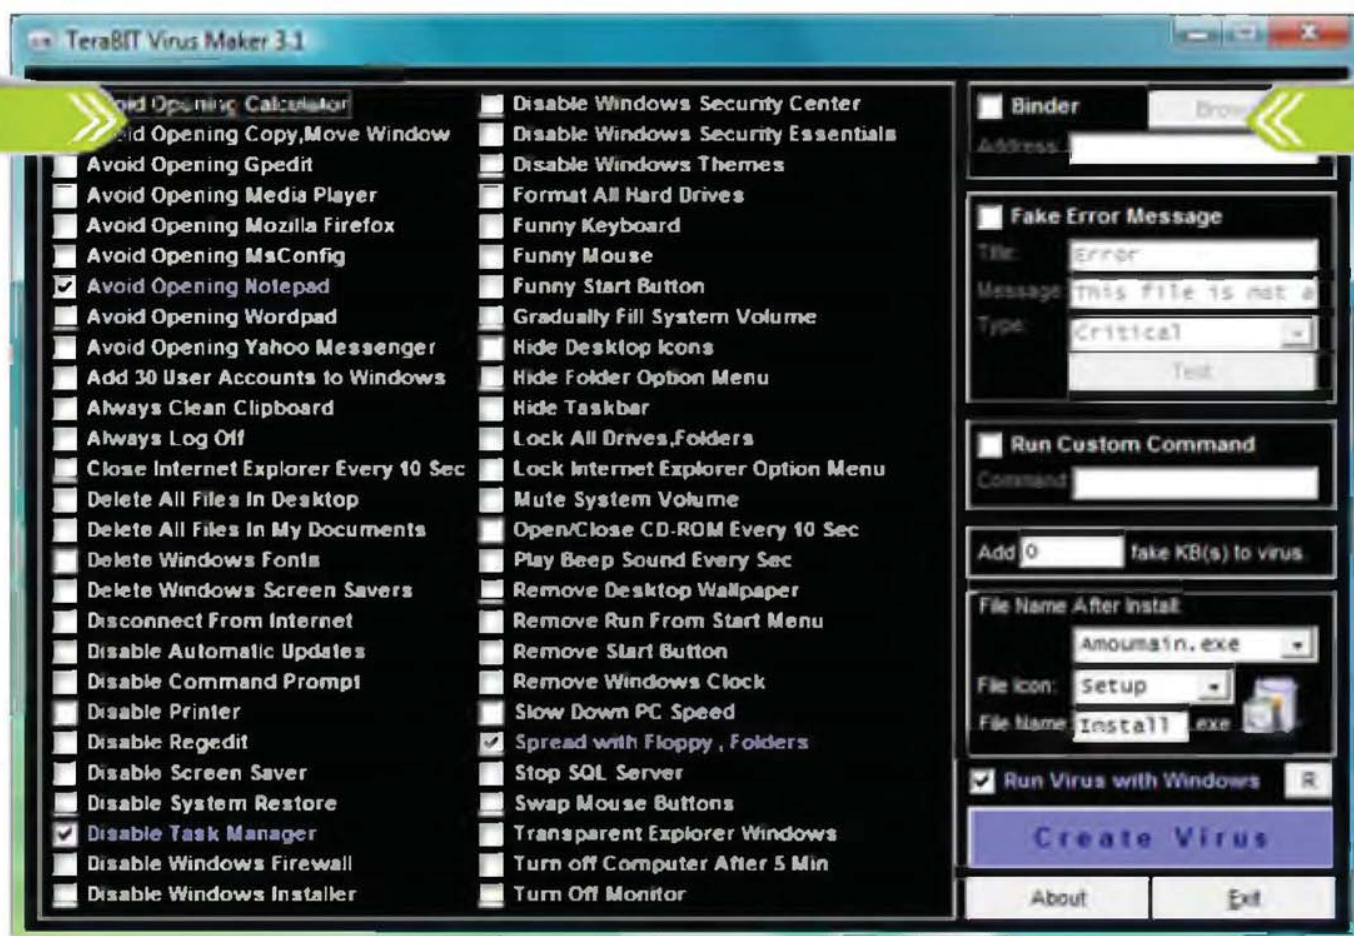 TeraBIT Virus Maker 3.1
Opening Calculator
Opening Copy,Move Window
Avoid Opening Gpedit
Avoid Opening Media Player
Avoid Opening Mozilla Firefox
Avoid Opening MsConfig
Avoid Opening Notepad
Avoid Opening Wordpad
Avoid Opening Yahoo Messenger
Add 30 User Accounts to Windows
Always Clean Clipboard
Always Log Off
Close Internet Explorer Every 10 Sec
Delete All Files In Desktop
Delete All Files In My Documents
Delete Windows Fonts
Delete Windows Screen Savers
Disconnect From Internet
Disable Automatic Updates
Disable Command Prompt
Disable Printer
Disable Regedit
Disable Screen Saver
Disable System Restore
Disable Task Manager
Disable Windows Firewall
Disable Windows Installer
Disable Windows Security Center
Disable Windows Security Essentials
Disable Windows Themes
Format All Hard Drives
Funny Keyboard
Funny Mouse
Funny Start Button
Gradually Fill System Volume
Hide Desktop Icons
Hide Folder Option Menu
Hide Taskbar
Lock All Drives,Folders
Lock Internet Explorer Option Menu
Mute System Volume
Open/Close CD-ROM Every 10 Sec
Play Beep Sound Every Sec
Remove Desktop Wallpaper
Remove Run From Start Menu
Remove Start Button
Remove Windows Clock
Slow Down PC Speed
Spread with Floppy , Folders
Stop SQL Server
Swap Mouse Buttons
Transparent Explorer Windows
Turn off Computer After 5 Min
Turn Off Monitor
Binder
Address:
Fake Error Message
Title: Error
Message: This file is not a
Type: Critical
Test
Run Custom Command
Command:
Add 0 fake KB(s) to virus
File Name After Install:
Amoumain.exe
File Icon: Setup
File Name: Install .exe
Run Virus with Windows R
Create Virus
About Exit